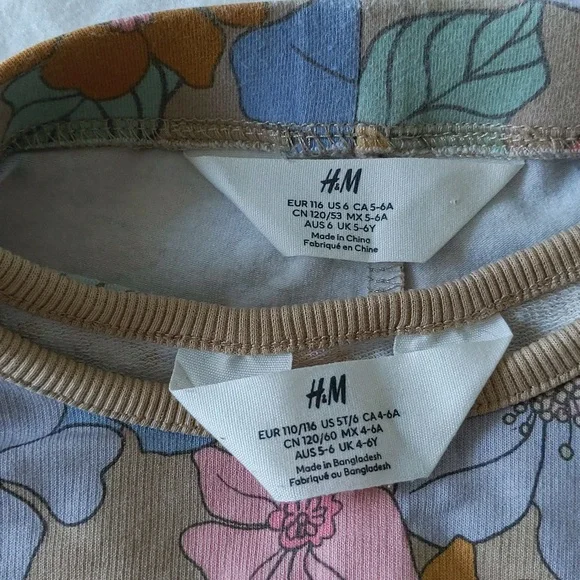 H&M
EUR 116 US 6 CA 5-6A
CN 120/53 MX 5-6A
AUS 6 UK 5-6Y
Made in China
Fabriqué en Chine
H&M
EUR 110/116 US 5T/6 CA 4-6A
CN 120/60 MX 4-6A
AUS 5-6 UK 4-6Y
Made in Bangladesh
Fabriqué au Bangladesh